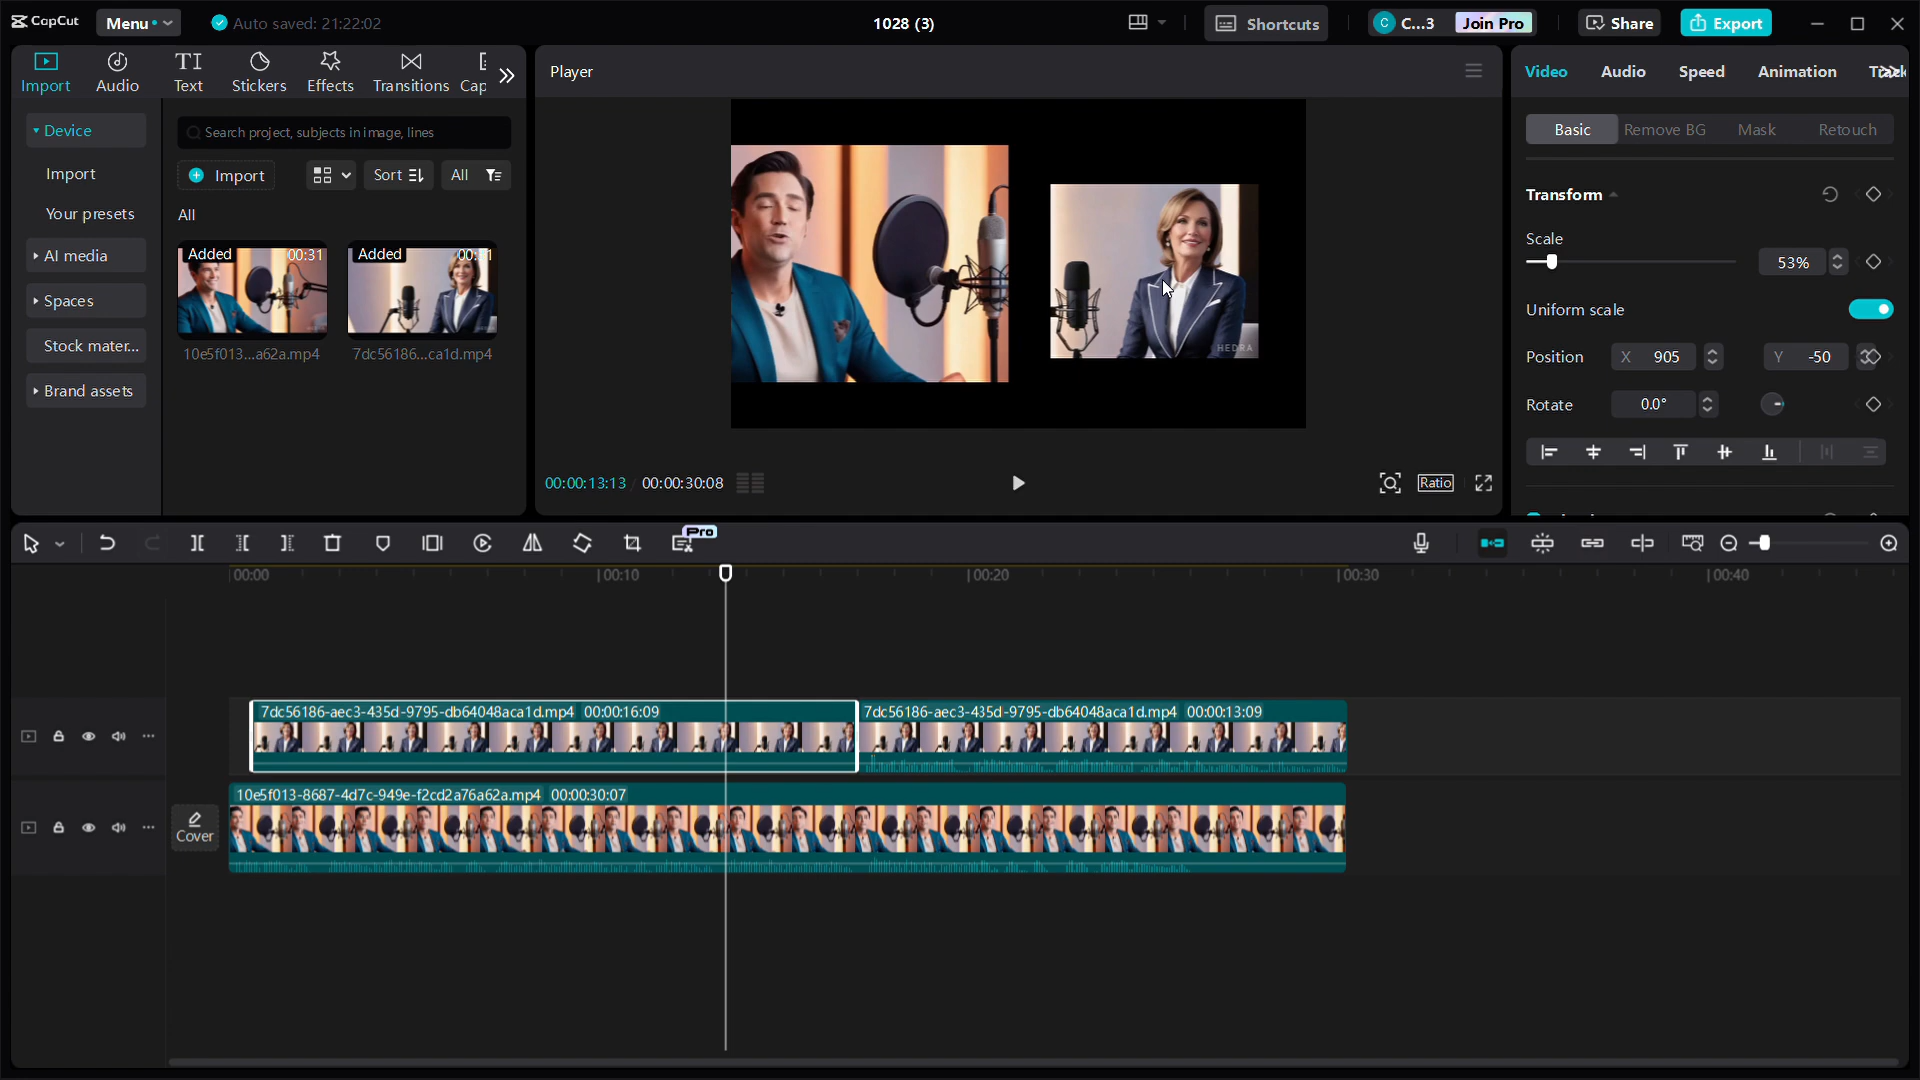 CapCut
Menu
Auto saved: 21:22:02
1028 (3)
Shortcuts
C
C...3
Join Pro
Share
Export
Import
Audio
Text
Stickers
Effects
Transitions
Cap
Player
Video
Audio
Speed
Animation
Device
Import
Your presets
AI media
Spaces
Stock mater...
Brand assets
Search project, subjects in image, lines
Import
Sort
All
All
Added
00:31
10e5f013...a62a.mp4
Added
7dc56186...ca1d.mp4
HEDRA
00:00:13:13
00:00:30:08
Ratio
Basic
Remove BG
Mask
Retouch
Transform
Scale
53%
Uniform scale
Position
X 905
Y -50
Rotate
0.0°
Pro
00:00
00:10
00:20
00:30
00:40
7dc56186-aec3-435d-9795-db64048aca1d.mp4 00:00:16:09
7dc56186-aec3-435d-9795-db64048aca1d.mp4 00:00:13:09
10e5f013-8687-4d7c-949e-f2cd2a76a62a.mp4 00:00:30:07
Cover